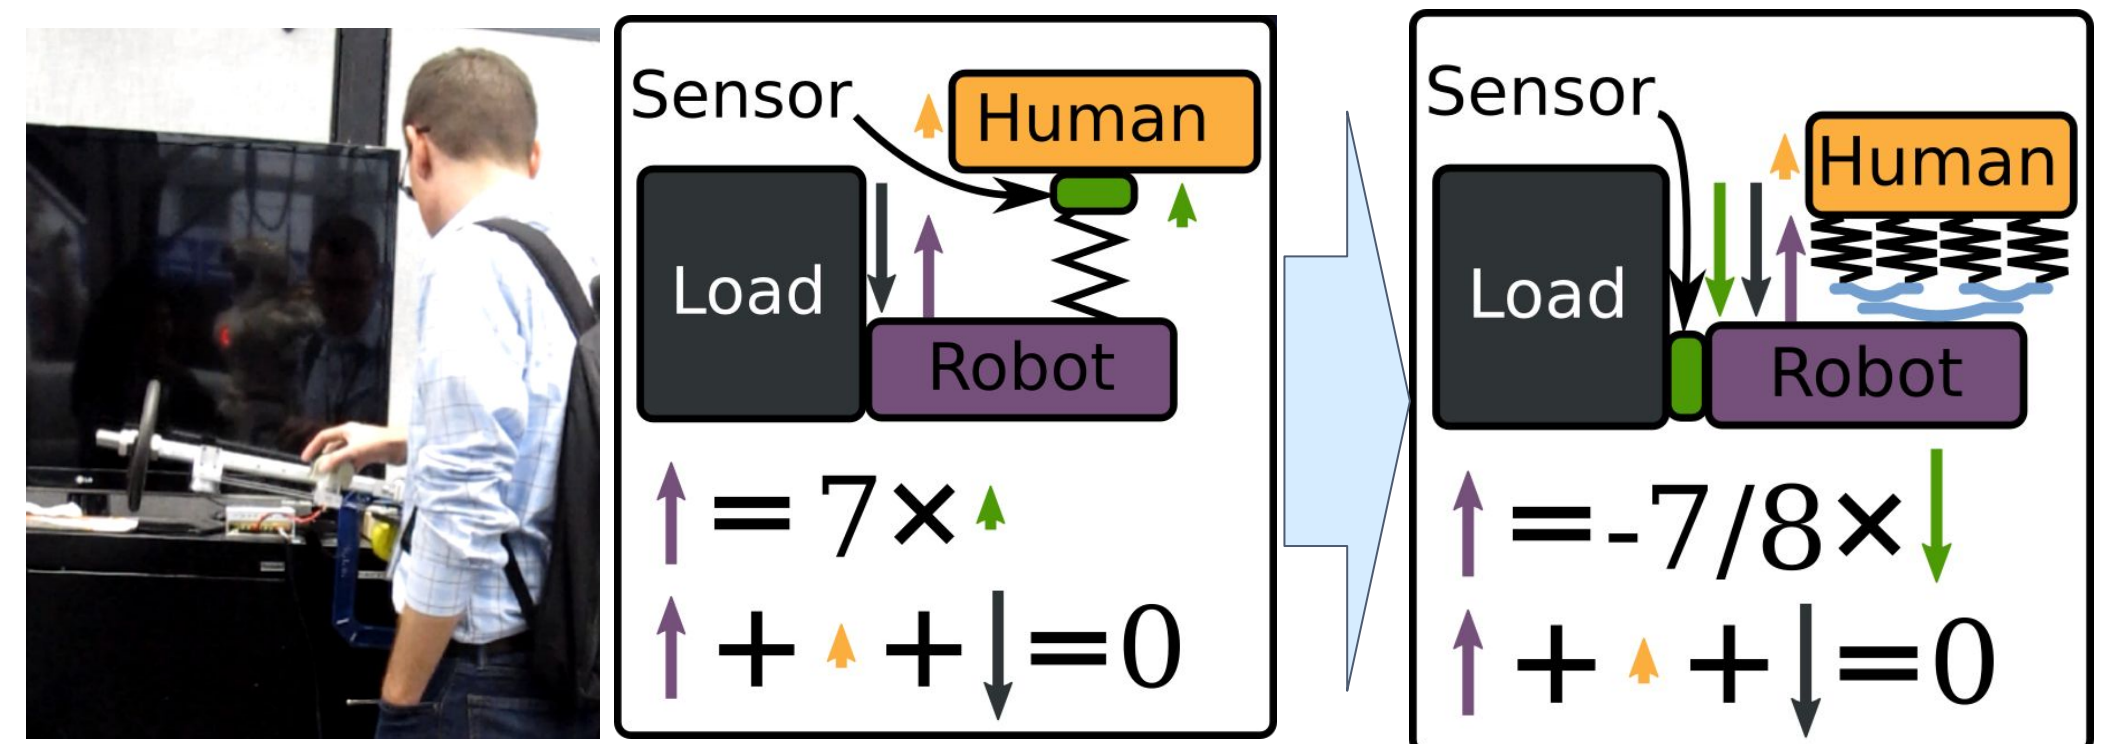 Sensor
Human
Load
Robot
= 7×
+ + =0
Sensor
Human
Load
Robot
=-7/8×
+ + =0